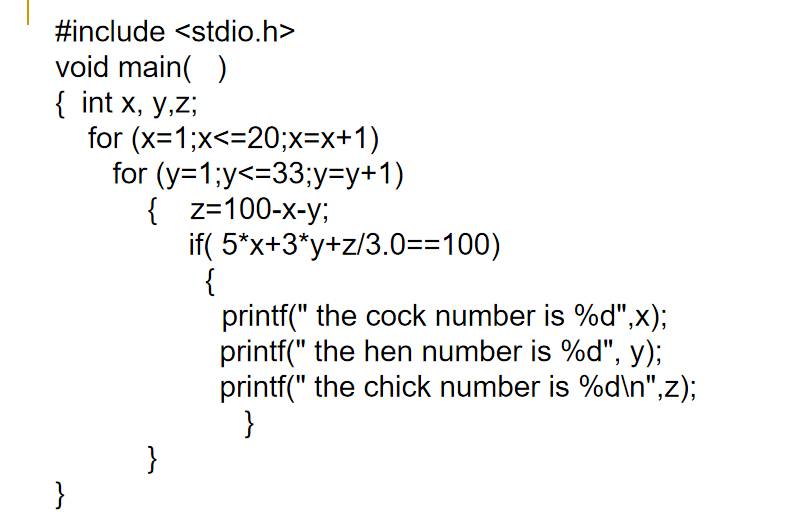 #include <stdio.h>
void main(   )
{  int x, y,z;
for (x=1;x<=20;x=x+1)
for (y=1;y<=33;y=y+1)
{    z=100-x-y;
if( 5*x+3*y+z/3.0==100)
{
printf(" the cock number is %d",x);
printf(" the hen number is %d", y);
printf(" the chick number is %d\n",z);
}
}
}